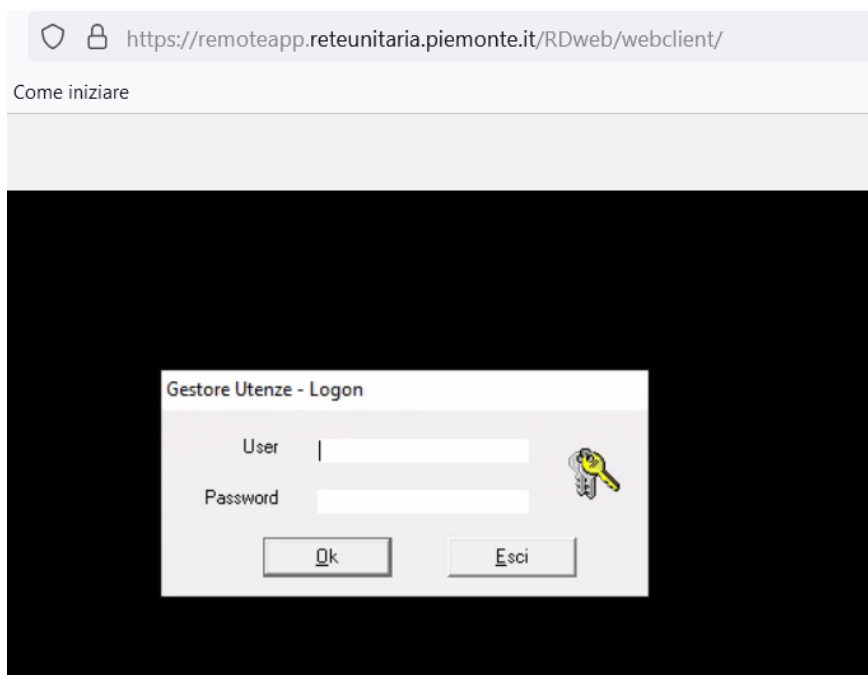 https://remoteapp.reteunitaria.piemonte.it/RDweb/webclient/
Come iniziare
Gestore Utenze - Logon
User
Password
Ok
Esci